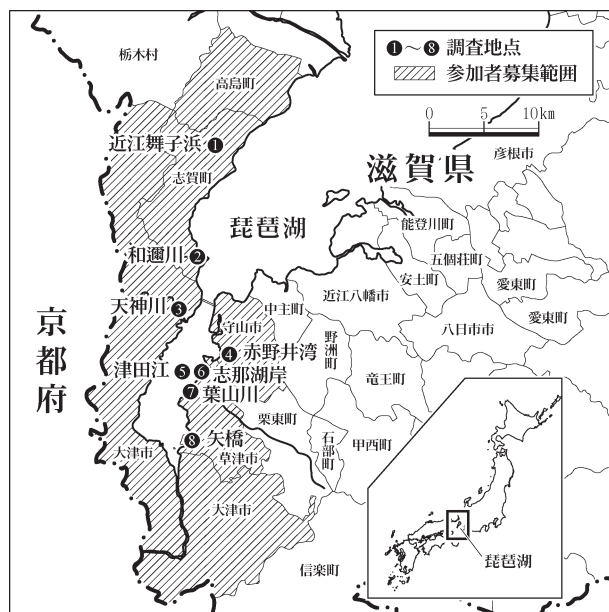 ❶～❽ 調査地点
参加者募集範囲
0 5 10km
栃木村
高島町
近江舞子浜 ❶
志賀町
滋賀県
彦根市
琵琶湖
能登川町
和邇川 ❷
五個荘町
安土町
愛東町
近江八幡市
中主町
天神川 ❸
愛東町
守山市
八日市市
京都府
野洲町
❹ 赤野井湾
津田江 ❺ ❻ 志那湖岸
竜王町
❼ 葉山川
栗東町
❽ 矢橋
石部町
甲西町
草津市
大津市
大津市
琵琶湖
信楽町